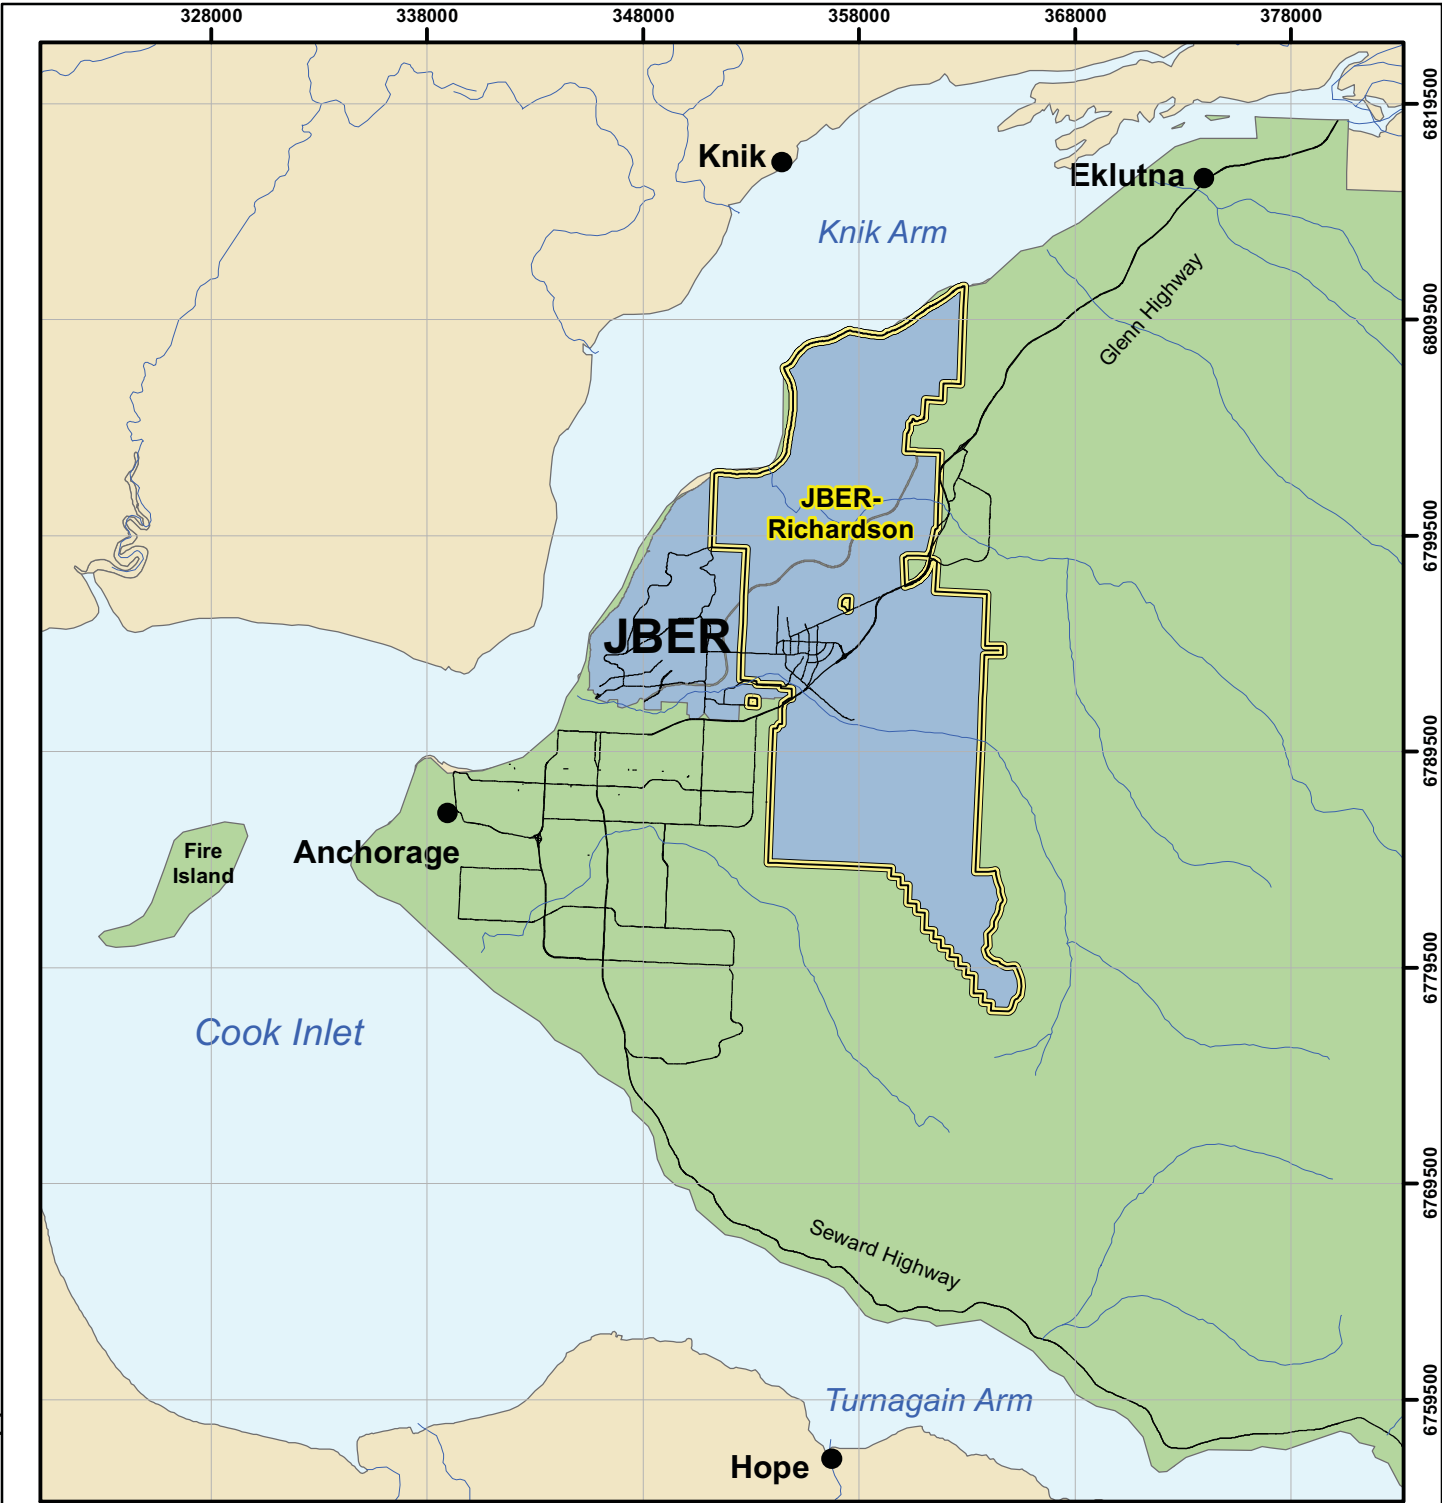 328000
338000
348000
358000
368000
378000
6819500
Knik
Eklutna
Knik Arm
Glenn Highway
6809500
JBER-
Richardson
6799500
JBER
6789500
Fire
Island
Anchorage
6779500
Cook Inlet
6769500
Seward Highway
Turnagain Arm
6759500
Hope